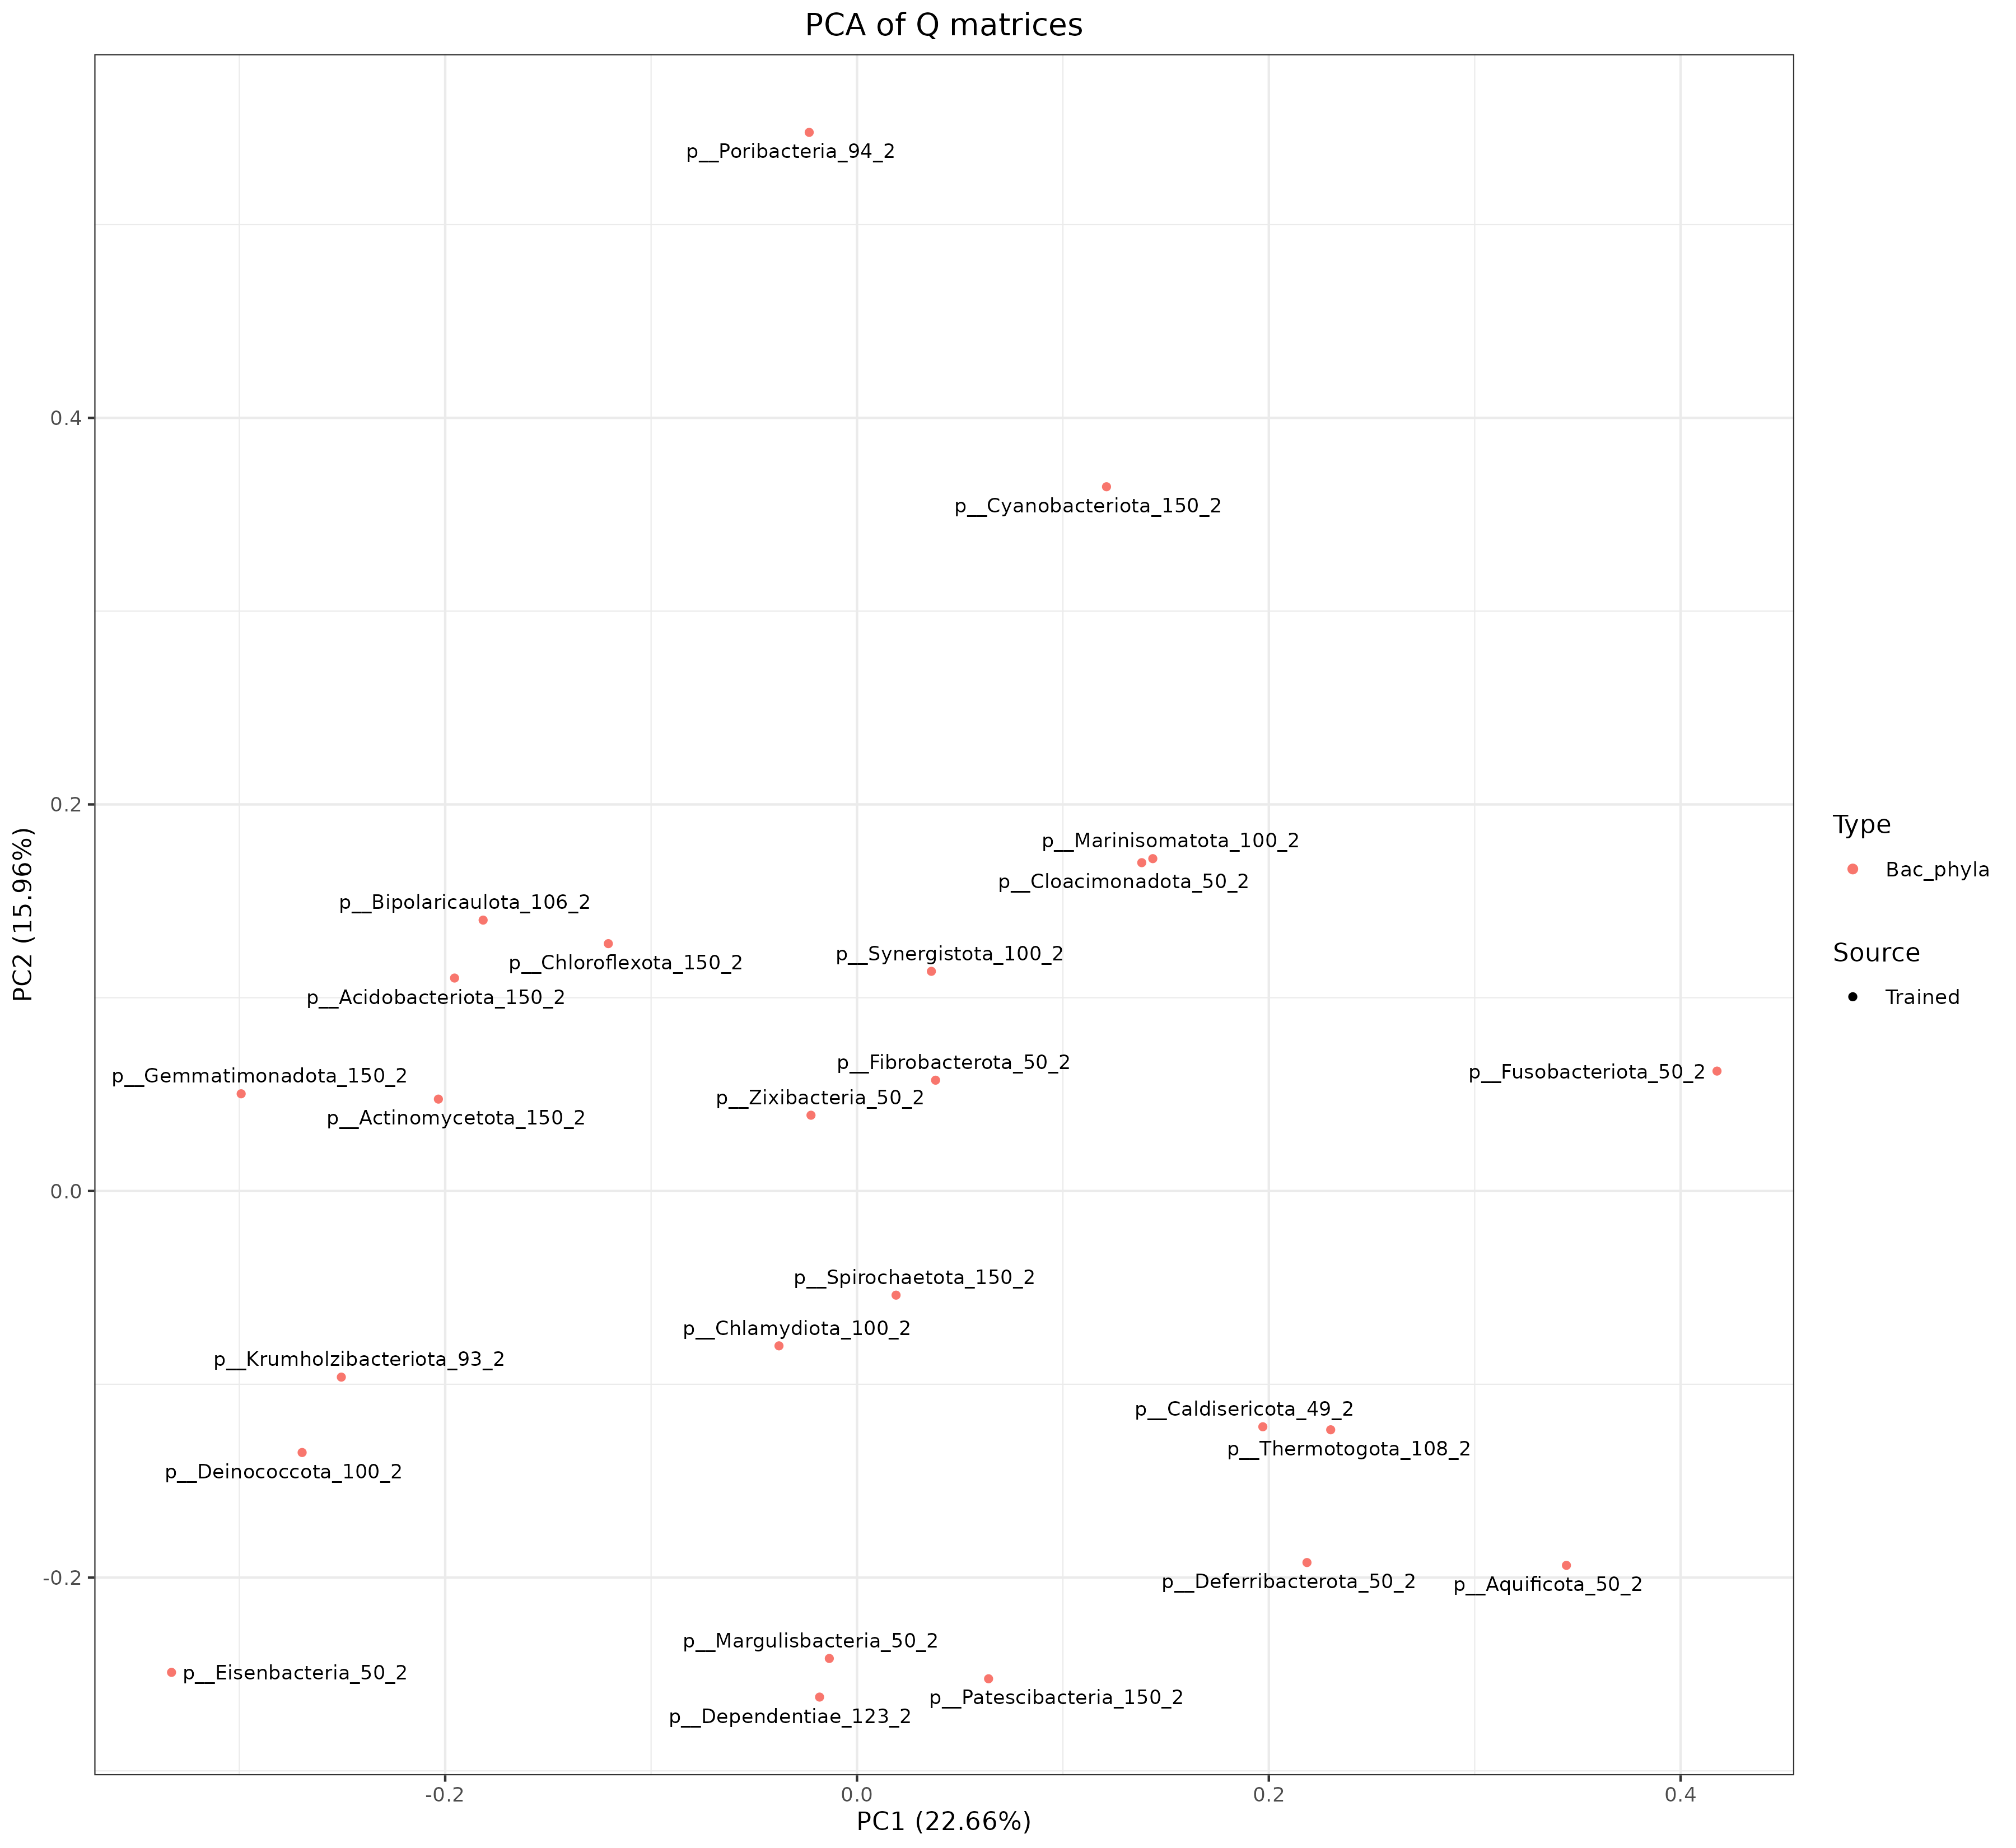 PCA of Q matrices
p__Poribacteria_94_2
0.4
p__Cyanobacteriota_150_2
0.2
p__Marinisomatota_100_2
p__Cloacimonadota_50_2
p__Bipolaricaulota_106_2
p__Chloroflexota_150_2
p__Synergistota_100_2
p__Acidobacteriota_150_2
p__Fibrobacterota_50_2
p__Fusobacteriota_50_2
p__Gemmatimonadota_150_2
p__Zixibacteria_50_2
p__Actinomycetota_150_2
0.0
p__Spirochaetota_150_2
p__Chlamydiota_100_2
p__Krumholzibacteriota_93_2
p__Caldisericota_49_2
p__Thermotogota_108_2
p__Deinococcota_100_2
-0.2
p__Deferribacterota_50_2
p__Aquificota_50_2
p__Margulisbacteria_50_2
p__Eisenbacteria_50_2
p__Patescibacteria_150_2
p__Dependentiae_123_2
-0.2
0.0
0.2
0.4
PC1 (22.66%)
PC2 (15.96%)
Type
Bac_phyla
Source
Trained